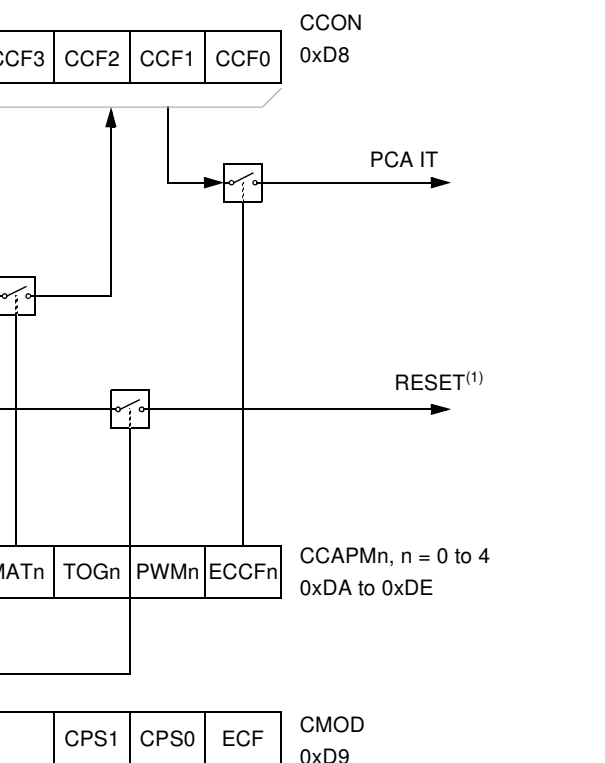 CCON
CCF3 CCF2 CCF1 CCF0
0xD8
PCA IT
RESET(1)
MATn TOGn PWMn ECCFn
CCAPMn, n = 0 to 4
0xDA to 0xDE
CPS1 CPS0 ECF
CMOD
0xD9